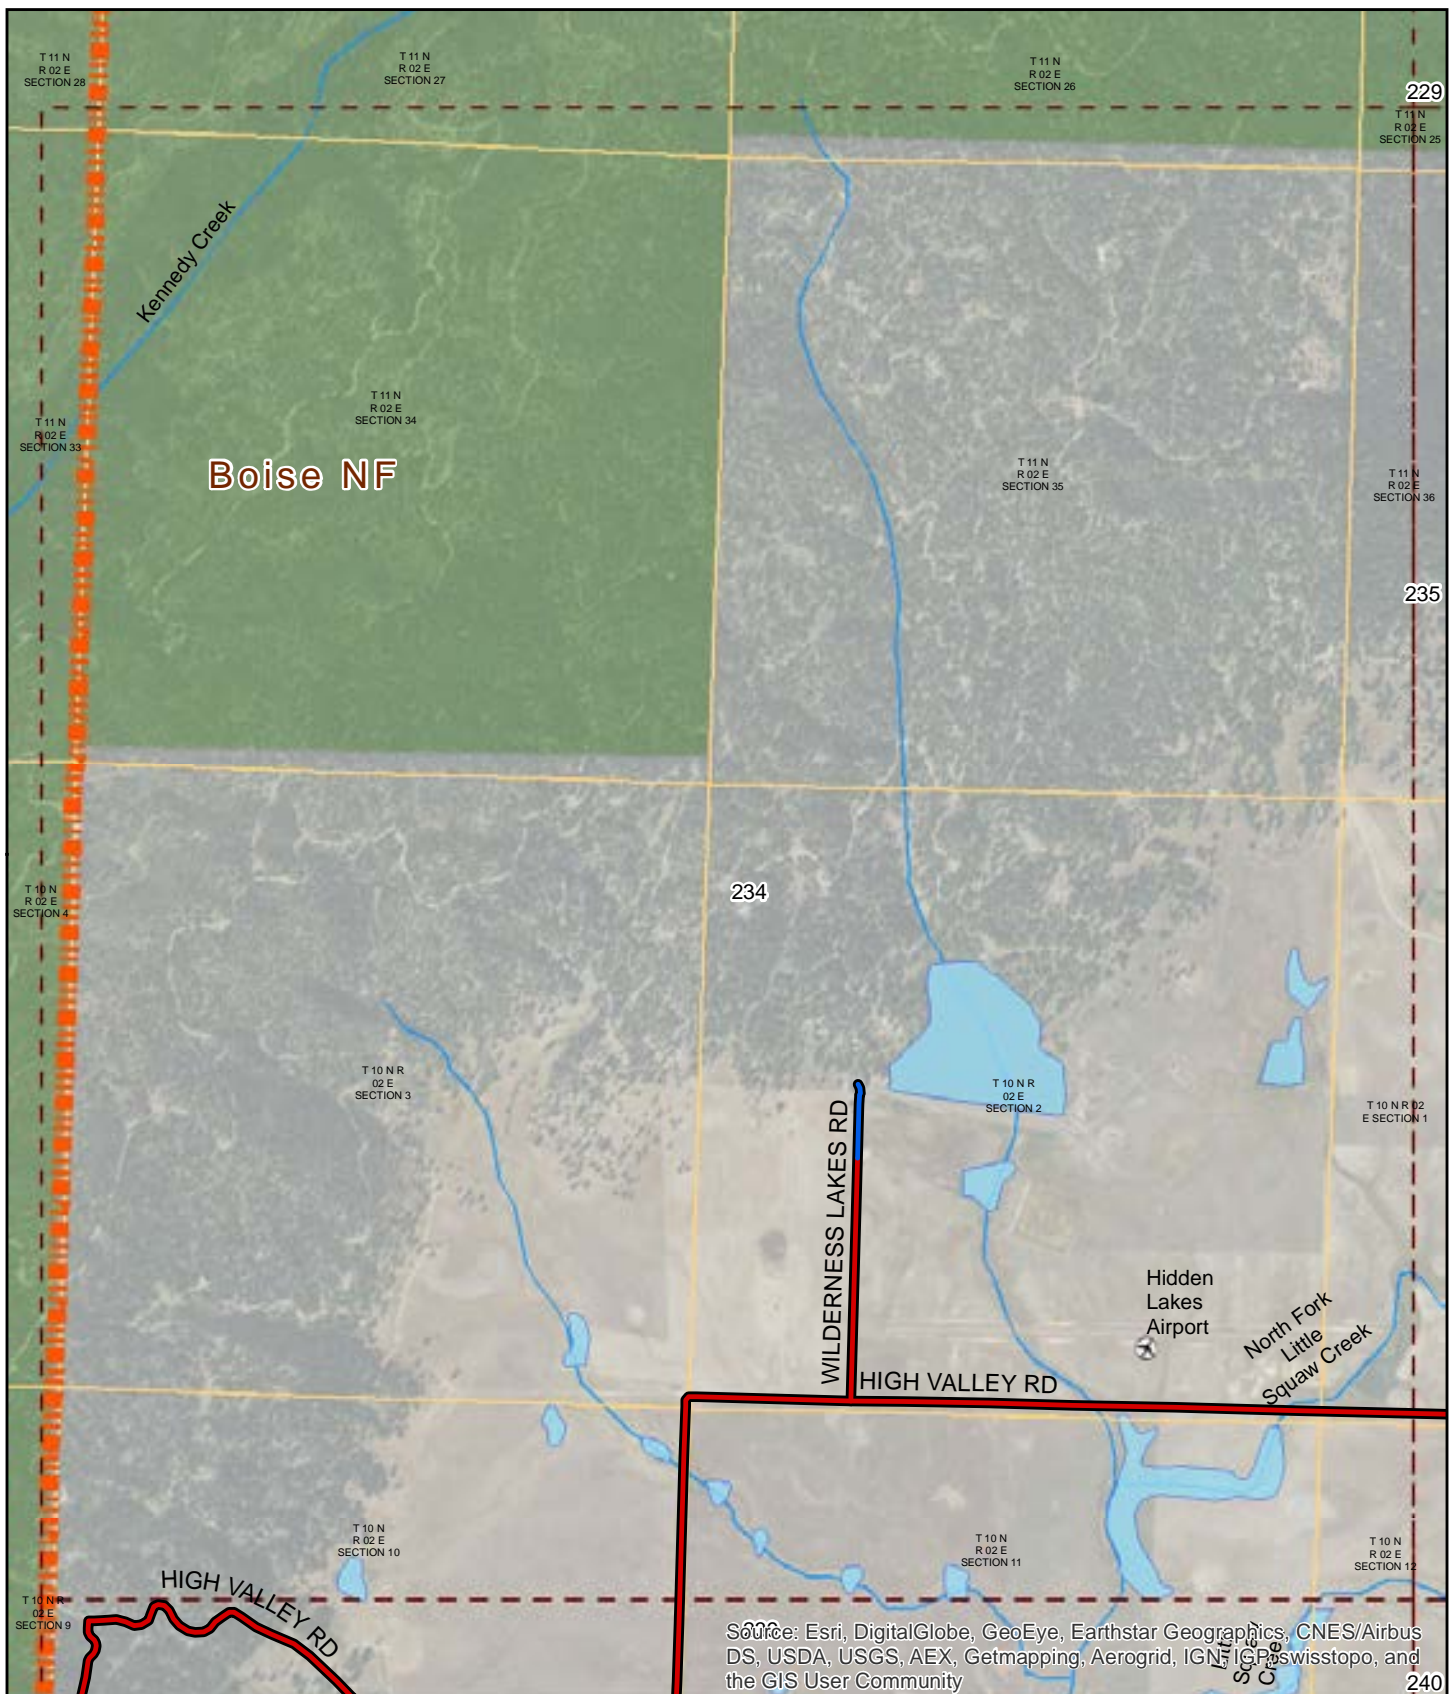 T 11 N
R 02 E
SECTION 28
T 11 N
R 02 E
SECTION 27
T 11 N
R 02 E
SECTION 26
229
T 11 N
R 02 E
SECTION 25
Kennedy Creek
T 11 N
R 02 E
SECTION 34
T 11 N
R 02 E
SECTION 33
Boise NF
T 11 N
R 02 E
SECTION 35
T 11 N
R 02 E
SECTION 36
235
234
T 10 N
R 02 E
SECTION 4
T 10 N R
02 E
SECTION 3
T 10 N R
02 E
SECTION 2
T 10 N R 02
E SECTION 1
WILDERNESS LAKES RD
Hidden
Lakes
Airport
North Fork
Little
Squaw Creek
HIGH VALLEY RD
T 10 N
R 02 E
SECTION 10
T 10 N
R 02 E
SECTION 11
T 10 N
R 02 E
SECTION 12
HIGH VALLEY RD
T 10 N R
02 E
SECTION 9
Source: Esri, DigitalGlobe, GeoEye, Earthstar Geographics, CNES/Airbus
DS, USDA, USGS, AEX, Getmapping, Aerogrid, IGN, IGP, swisstopo, and
the GIS User Community
Squaw
Creek
240